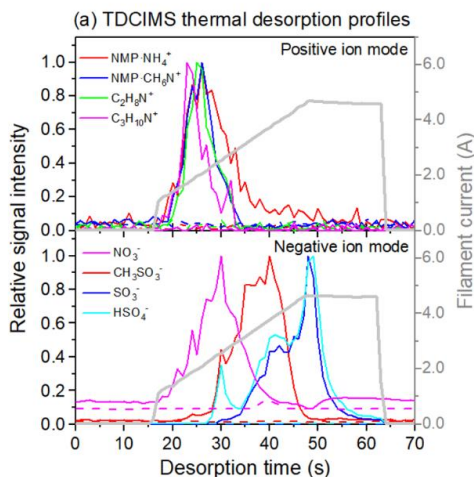 (a) TDCIMS thermal desorption profiles
Positive ion mode
NMP·NH₄⁺
NMP·CH₆N⁺
C₂H₈N⁺
C₃H₁₀N⁺
1.0
0.8
0.6
0.4
0.2
0.0
6.0
4.0
2.0
0.0
Negative ion mode
NO₃⁻
CH₃SO₃⁻
SO₃⁻
HSO₄⁻
1.0
0.8
0.6
0.4
0.2
0.0
6.0
4.0
2.0
0.0
0 10 20 30 40 50 60 70
Relative signal intensity
Filament current (A)
Desorption time (s)